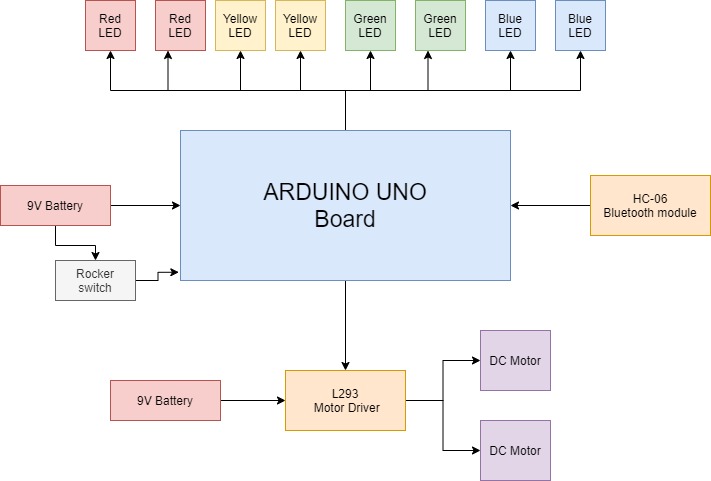 Red
LED
Red
LED
Yellow
LED
Yellow
LED
Green
LED
Green
LED
Blue
LED
Blue
LED
ARDUINO UNO
Board
9V Battery
HC-06
Bluetooth module
Rocker
switch
DC Motor
L293
Motor Driver
9V Battery
DC Motor